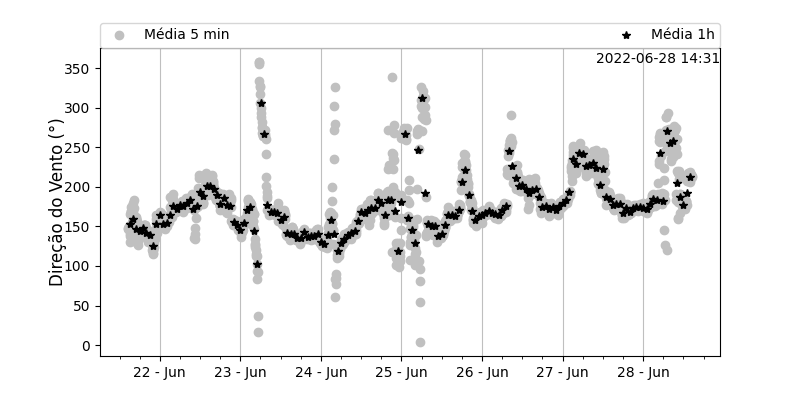 Média 5 min
Média 1h
2022-06-28 14:31
Direção do Vento (°)
350
300
250
200
150
100
50
0
22 - Jun
23 - Jun
24 - Jun
25 - Jun
26 - Jun
27 - Jun
28 - Jun